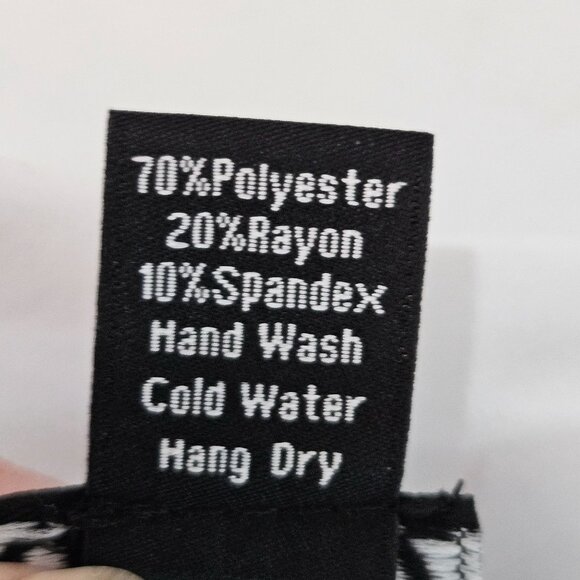 70%Polyester
20%Rayon
10%Spandex
Hand Wash
Cold Water
Hang Dry